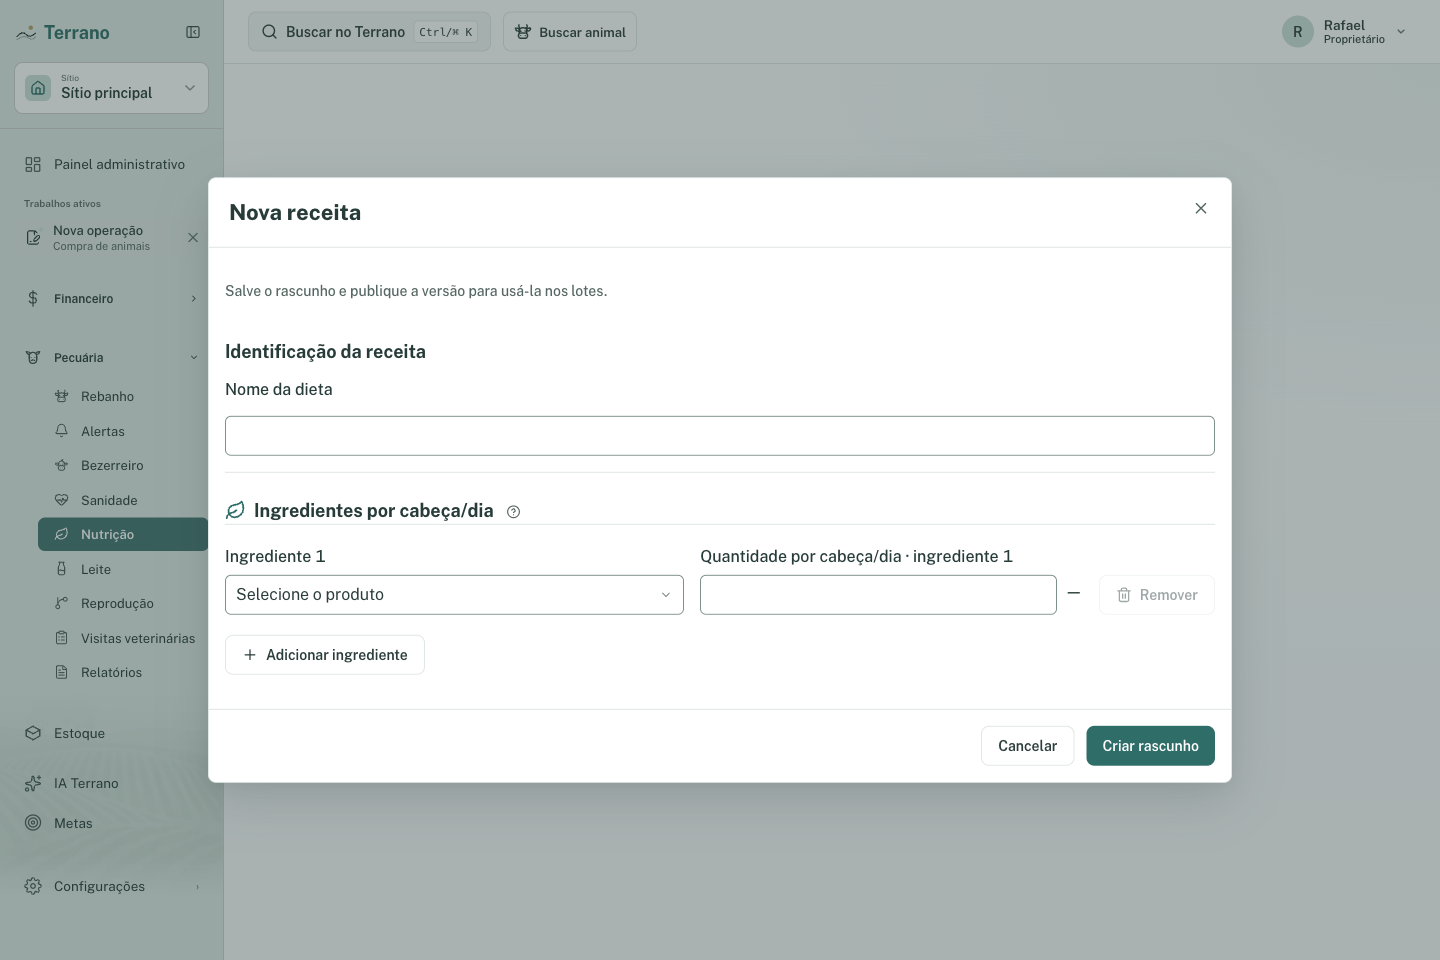 Terrano
Sítio
Sítio principal
Buscar no Terrano Ctrl/⌘ K
Buscar animal
R
Rafael
Proprietário
Painel administrativo
Trabalhos ativos
Nova operação
Compra de animais
Financeiro
Pecuária
Rebanho
Alertas
Bezerreiro
Sanidade
Nutrição
Leite
Reprodução
Visitas veterinárias
Relatórios
Estoque
IA Terrano
Metas
Configurações
Nova receita
Salve o rascunho e publique a versão para usá-la nos lotes.
Identificação da receita
Nome da dieta
Ingredientes por cabeça/dia ?
Ingrediente 1
Quantidade por cabeça/dia · ingrediente 1
Selecione o produto
—
Remover
Adicionar ingrediente
Cancelar
Criar rascunho